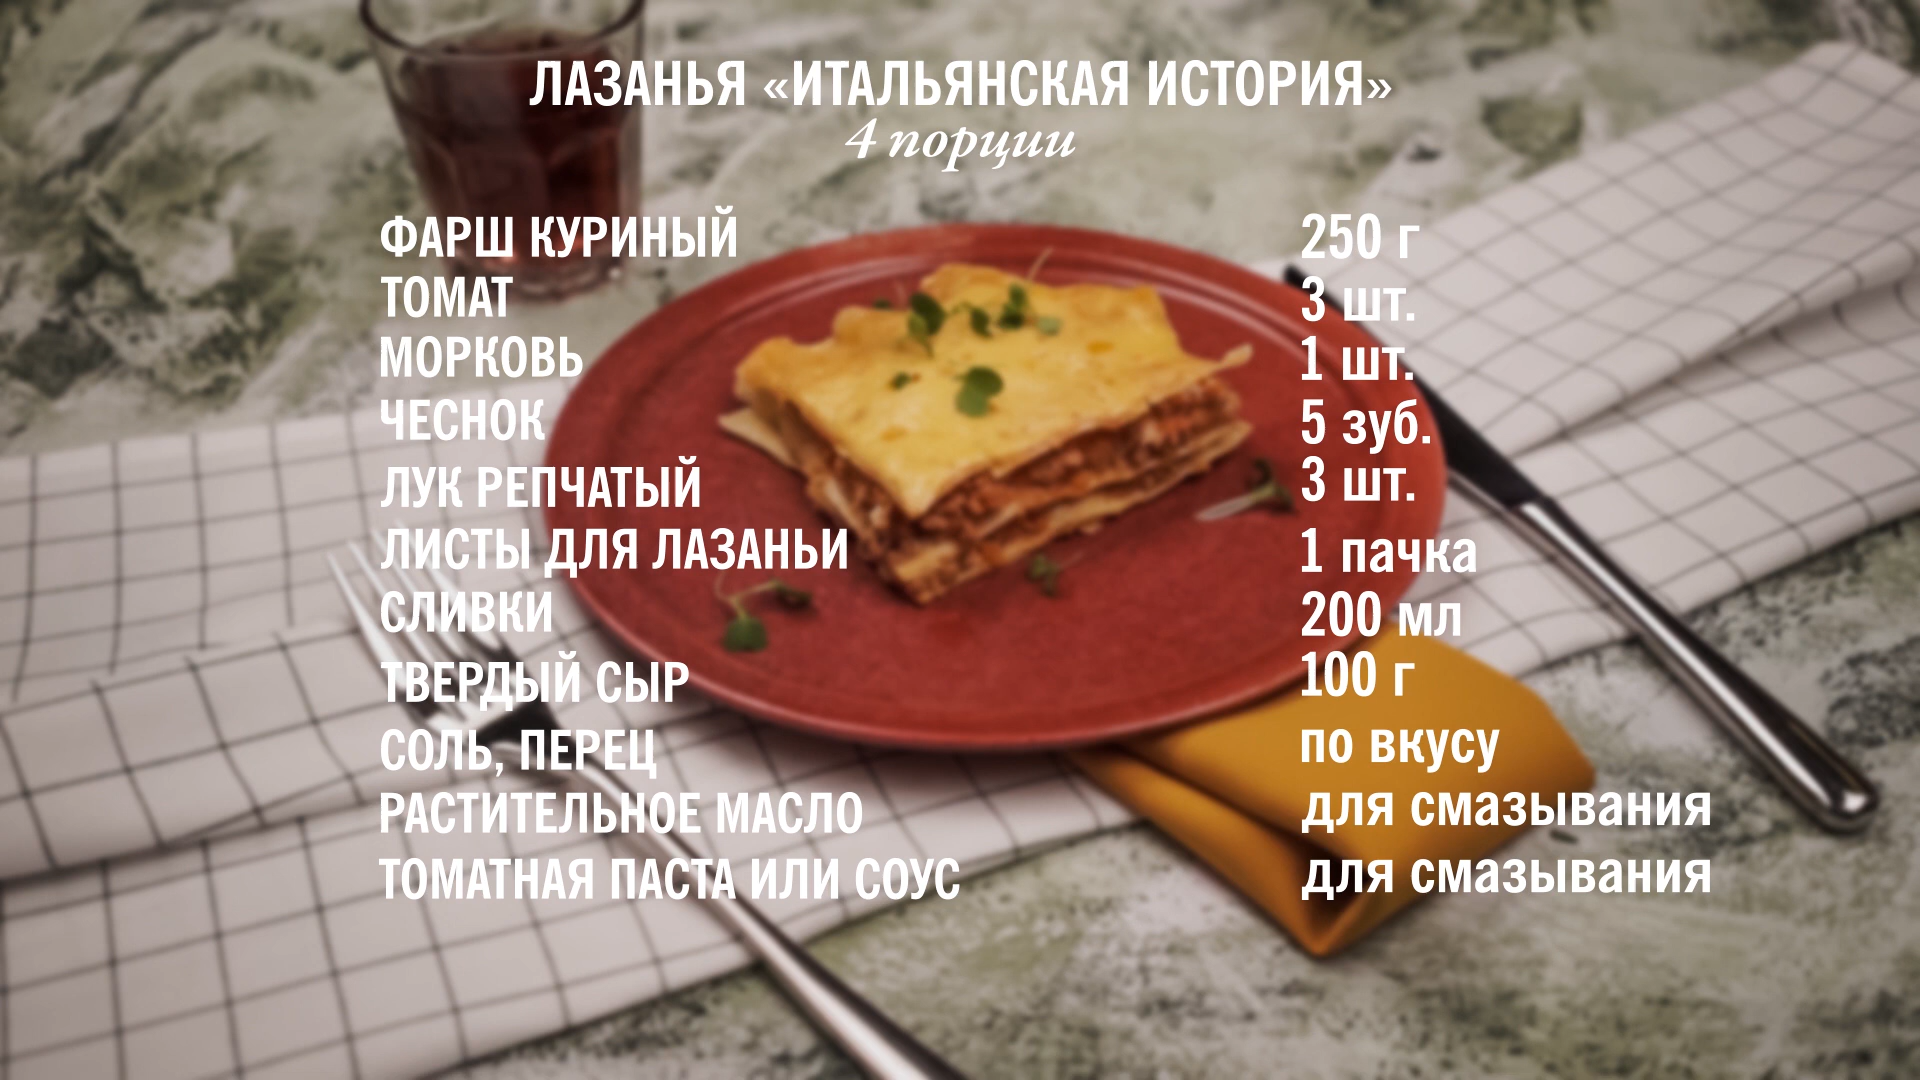 ЛАЗАНЬЯ «ИТАЛЬЯНСКАЯ ИСТОРИЯ»
4 порции
ФАРШ КУРИНЫЙ 250 г
ТОМАТ 3 шт.
МОРКОВЬ 1 шт.
ЧЕСНОК 5 зуб.
ЛУК РЕПЧАТЫЙ 3 шт.
ЛИСТЫ ДЛЯ ЛАЗАНЬИ 1 пачка
СЛИВКИ 200 мл
ТВЕРДЫЙ СЫР 100 г
СОЛЬ, ПЕРЕЦ по вкусу
РАСТИТЕЛЬНОЕ МАСЛО для смазывания
ТОМАТНАЯ ПАСТА ИЛИ СОУС для смазывания